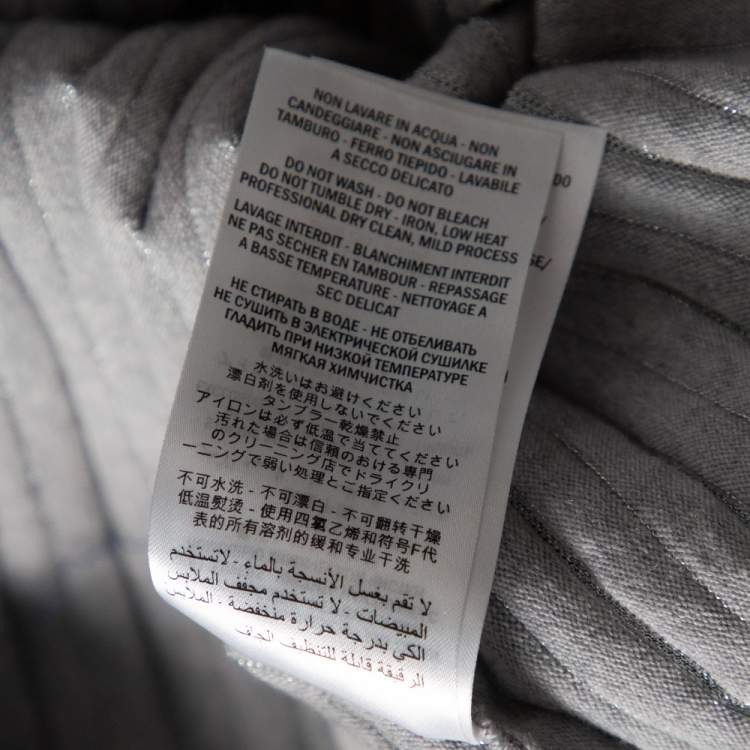 NON LAVARE IN ACQUA - NON
CANDEGGIARE - NON ASCIUGARE IN
TAMBURO - FERRO TIEPIDO - LAVABILE
A SECCO DELICATO
DO NOT WASH - DO NOT BLEACH
DO NOT TUMBLE DRY - IRON, LOW HEAT
PROFESSIONAL DRY CLEAN, MILD PROCESS
LAVAGE INTERDIT - BLANCHIMENT INTERDIT
NE PAS SECHER EN TAMBOUR - REPASSAGE
A BASSE TEMPERATURE - NETTOYAGE A
SEC DELICAT
НЕ СТИРАТЬ В ВОДЕ - НЕ ОТБЕЛИВАТЬ
НЕ СУШИТЬ В ЭЛЕКТРИЧЕСКОЙ СУШИЛКЕ
ГЛАДИТЬ ПРИ НИЗКОЙ ТЕМПЕРАТУРЕ
МЯГКАЯ ХИМЧИСТКА
水洗いはお避けください
漂白剤を使用しないでください
タンブラー乾燥禁止
アイロンは必ず低温で当ててください
汚れた場合は信頼のおける専門
のクリーニング店でドライクリ
ーニングで弱い処理とご指定ください
不可水洗 - 不可漂白 - 不可翻转干燥
低温熨烫 - 使用四氯乙烯和符号F代
表的所有溶剂的缓和专业干洗
لا تقم بغسل الأنسجة بالماء - لاتستخدم
المبيضات - لا تستخدم مجفف الملابس
الكى بدرجة حرارة منخفضة - الملابس
الرقيقة قابلة للتنظيف الجاف
DO
SE/